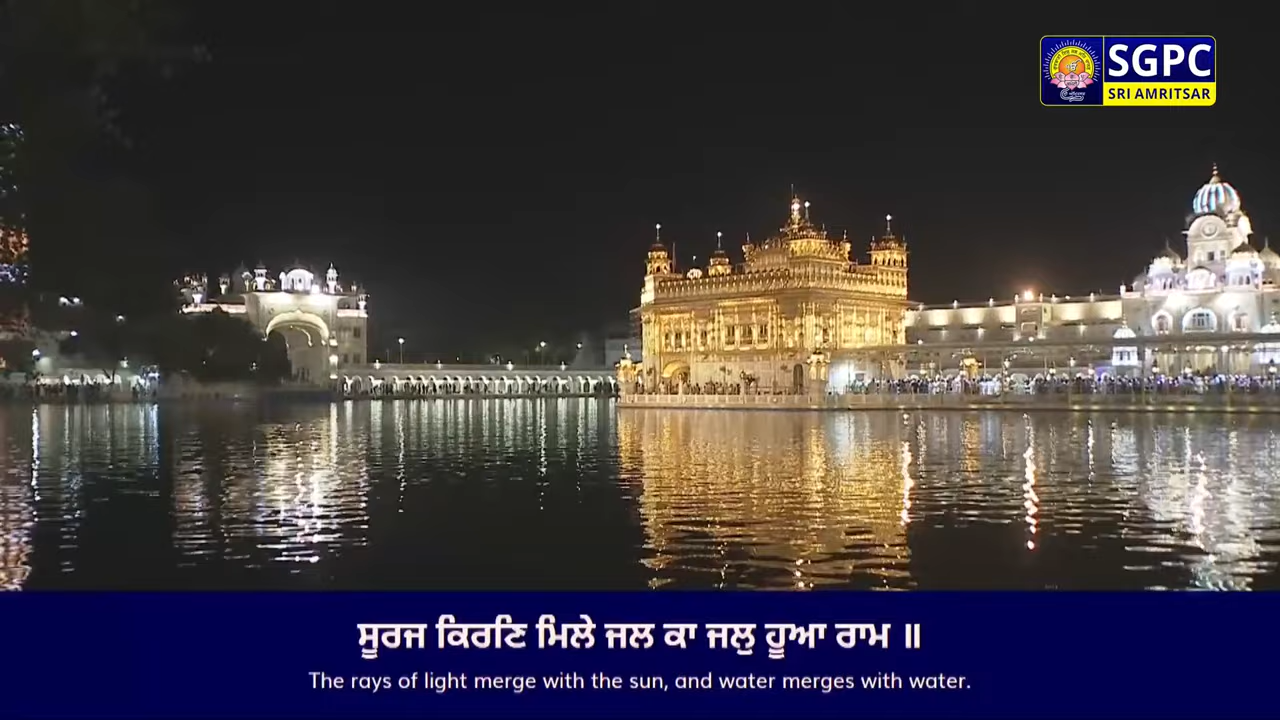 SGPC
SRI AMRITSAR
ਸੂਰਜ ਕਿਰਣਿ ਮਿਲੇ ਜਲ ਕਾ ਜਲੁ ਹੂਆ ਰਾਮ ॥
The rays of light merge with the sun, and water merges with water.